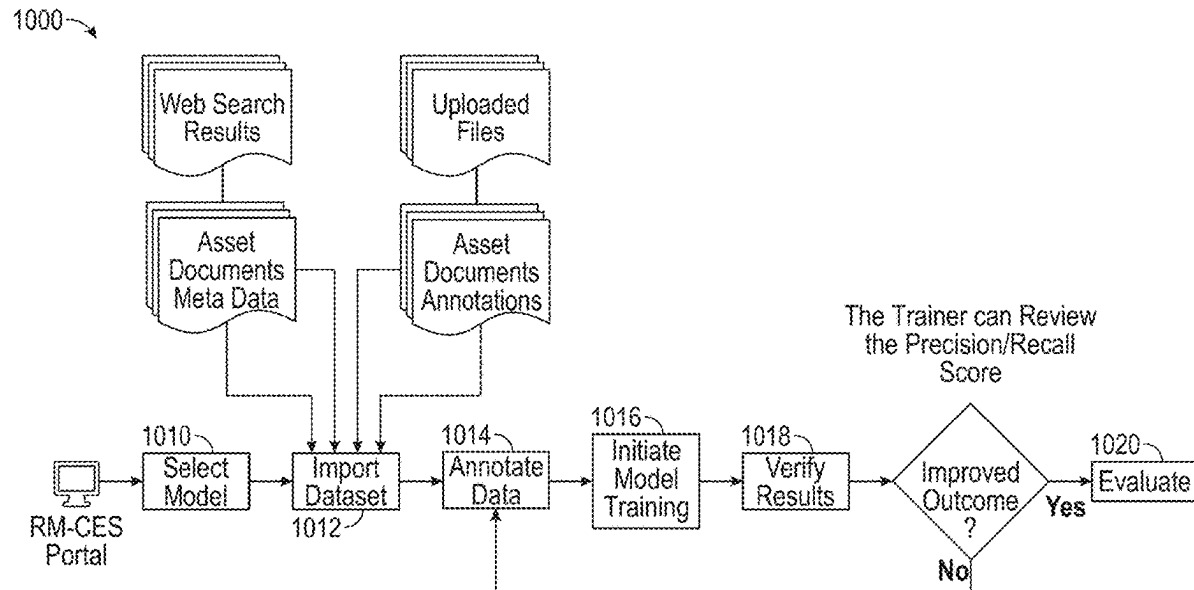 1000
Web Search
Results
Uploaded
Files
Asset
Documents
Meta Data
Asset
Documents
Annotations
The Trainer can Review
the Precision/Recall
Score
RM-CES
Portal
1010
Select
Model
Import
Dataset
1012
1014
Annotate
Data
1016
Initiate
Model
Training
1018
Verify
Results
Improved
Outcome
?
Yes
No
1020
Evaluate